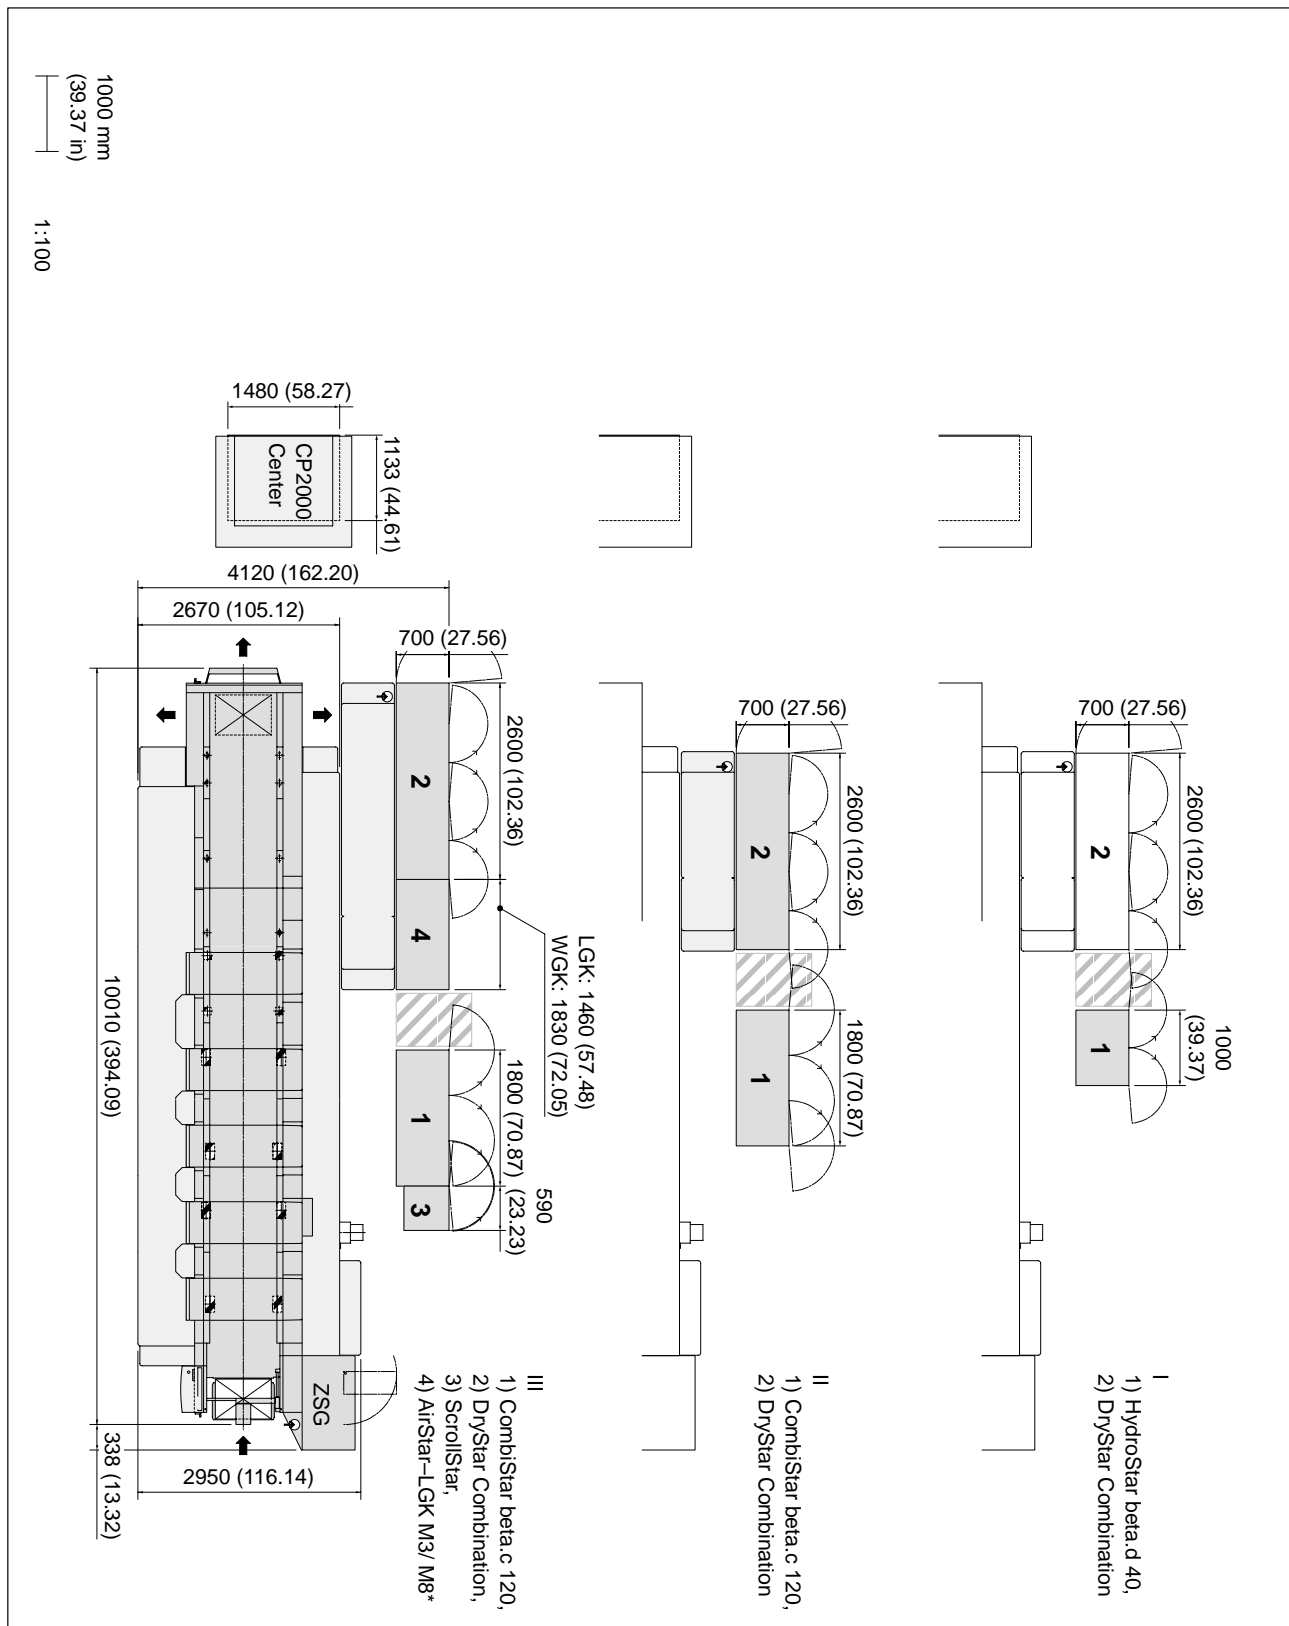 1000 mm
(39.37 in)
1:100
1480 (58.27)
1133 (44.61)
CP2000
Center
4120 (162.20)
2670 (105.12)
700 (27.56)
2600 (102.36)
2
4
LGK: 1460 (57.48)
WGK: 1830 (72.05)
1
1800 (70.87)
3
590
(23.23)
10010 (394.09)
338 (13.32)
2950 (116.14)
ZSG
III
1) CombiStar beta.c 120,
2) DryStar Combination,
3) ScrollStar,
4) AirStar–LGK M3/ M8*
700 (27.56)
2600 (102.36)
2
1
1800 (70.87)
II
1) CombiStar beta.c 120,
2) DryStar Combination
700 (27.56)
2600 (102.36)
2
1
1000
(39.37)
I
1) HydroStar beta.d 40,
2) DryStar Combination